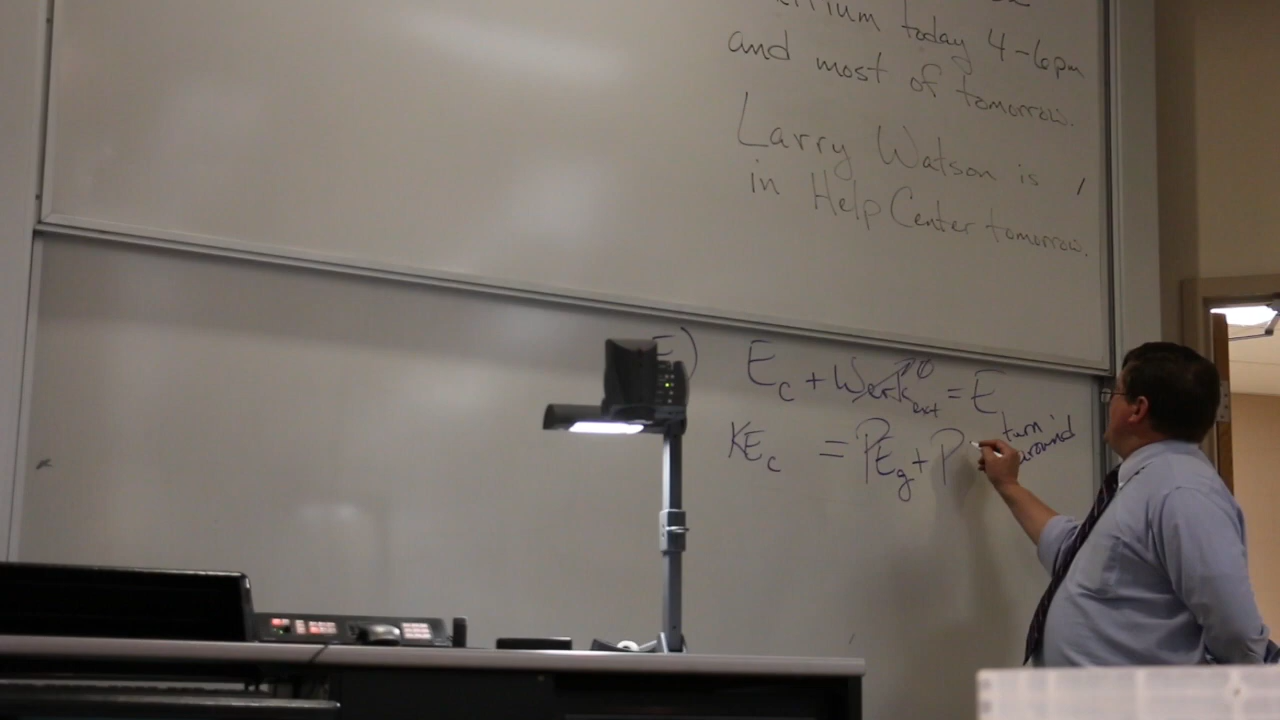 today 4-6pm
and most of tomorrow.
Larry Watson is
in Help Center tomorrow.
E)
E_c + Work_ext 0 = E turn around
KE_c = PE_g + P